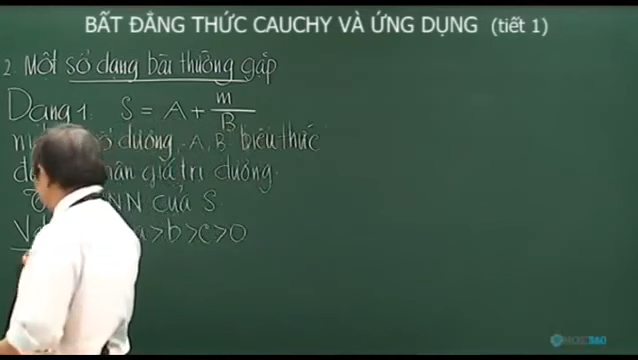 BẤT ĐẲNG THỨC CAUCHY VÀ ỨNG DỤNG (tiết 1)
2. Một số dạng bài thường gặp
Dạng 1: S = A + m/B
dương, A, B biểu thức
giá trị dương.
NN của S
a > b > c > 0